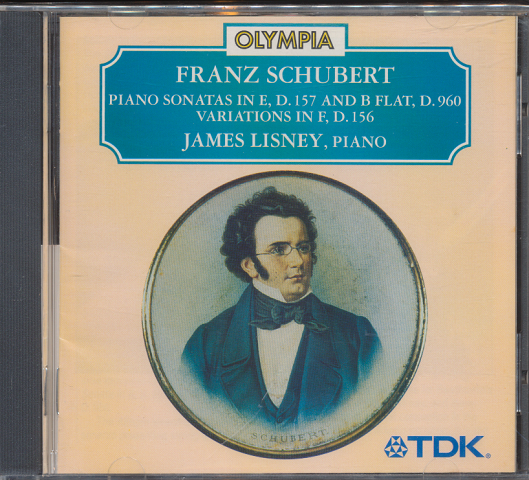 OLYMPIA
FRANZ SCHUBERT
PIANO SONATAS IN E, D.157 AND B FLAT, D.960
VARIATIONS IN F, D.156
JAMES LISNEY, PIANO
SCHUBERT
TDK®